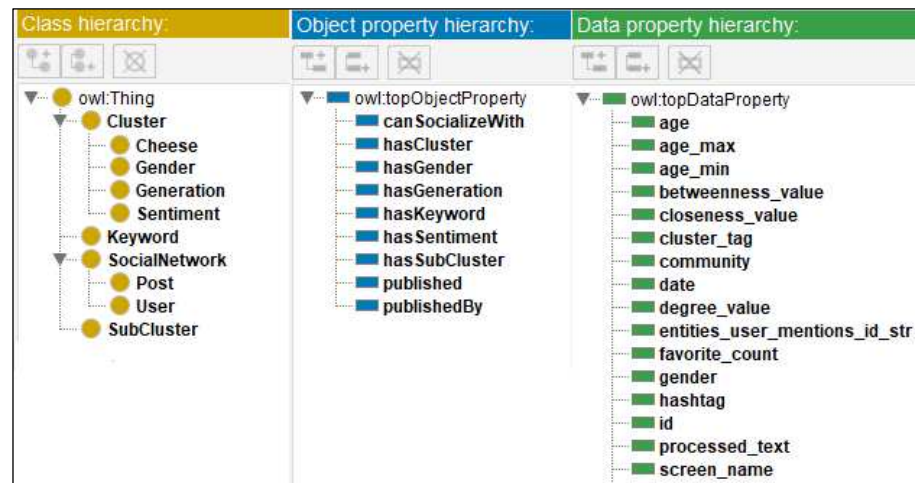 Class hierarchy:
owl:Thing
Cluster
Cheese
Gender
Generation
Sentiment
Keyword
SocialNetwork
Post
User
SubCluster
Object property hierarchy:
owl:topObjectProperty
canSocializeWith
hasCluster
hasGender
hasGeneration
hasKeyword
hasSentiment
hasSubCluster
published
publishedBy
Data property hierarchy:
owl:topDataProperty
age
age_max
age_min
betweenness_value
closeness_value
cluster_tag
community
date
degree_value
entities_user_mentions_id_str
favorite_count
gender
hashtag
id
processed_text
screen_name